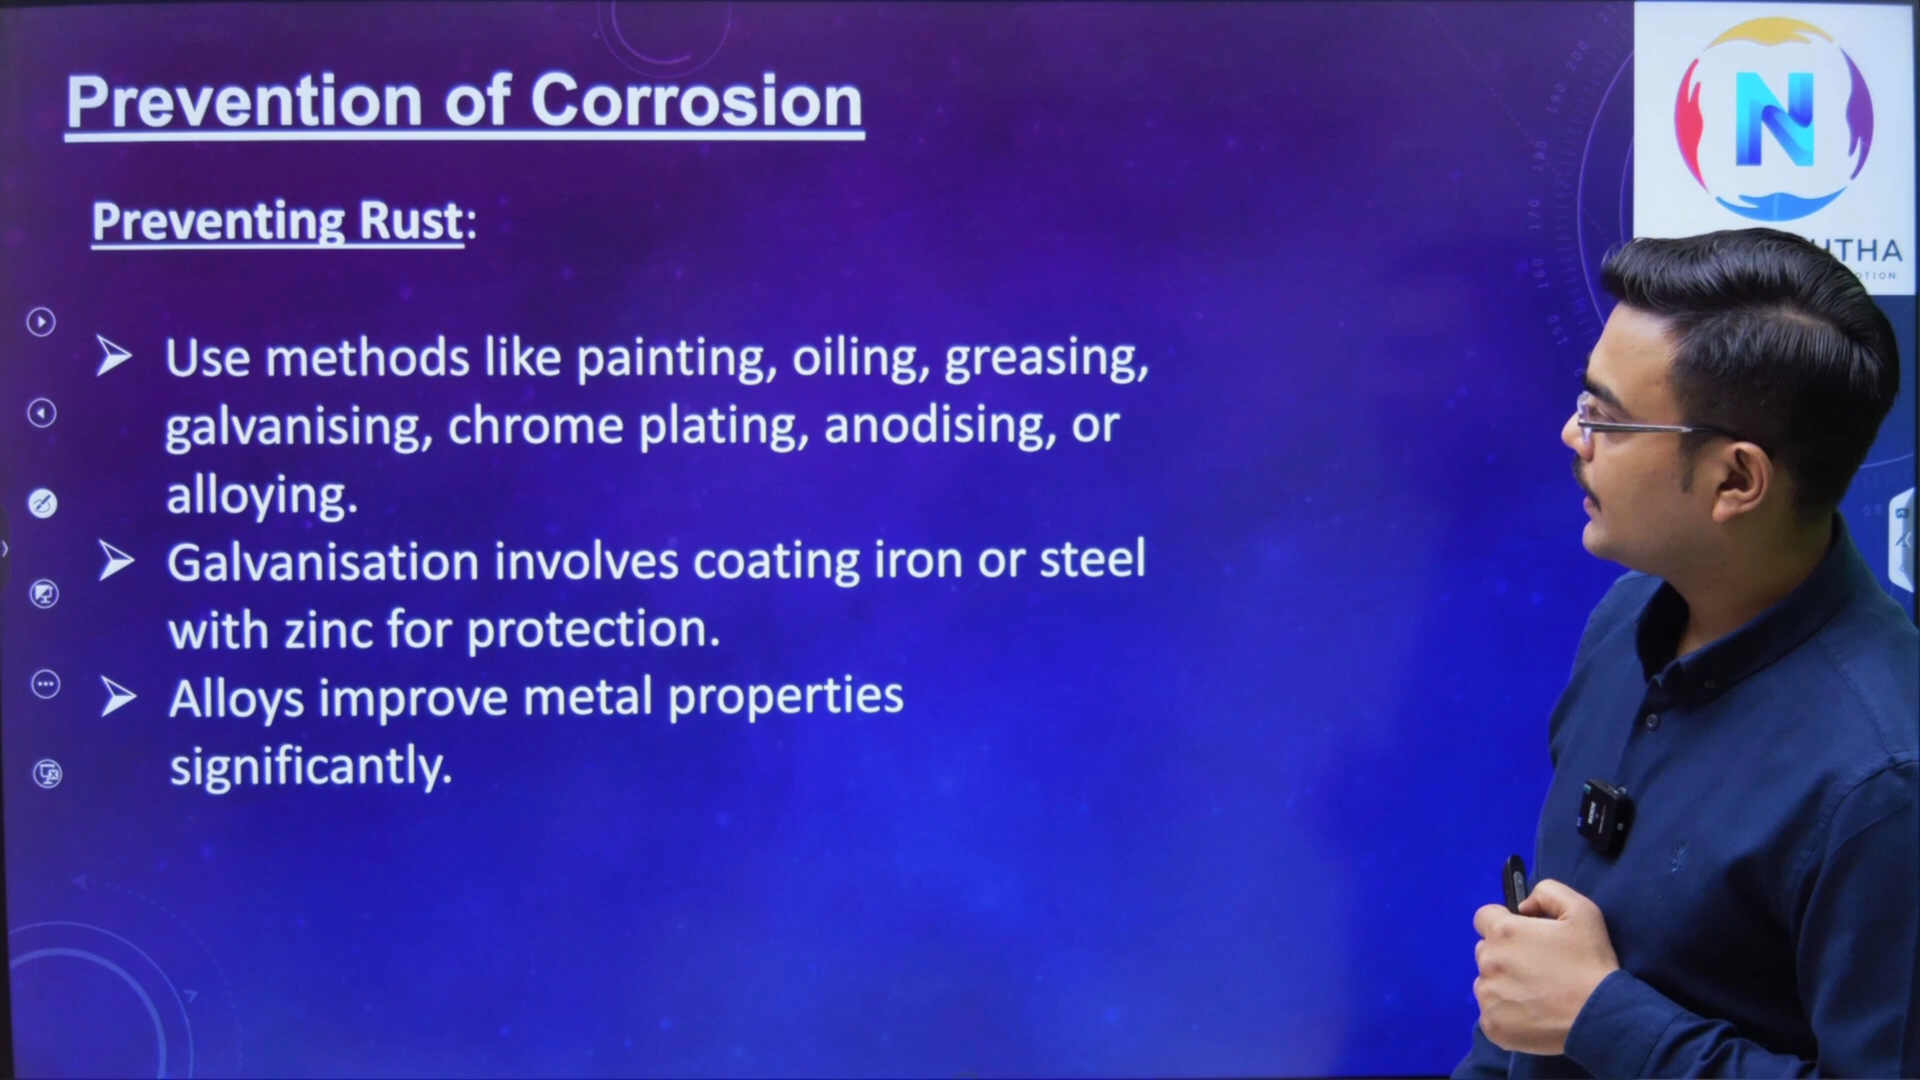 Prevention of Corrosion
Preventing Rust:
➤ Use methods like painting, oiling, greasing,
galvanising, chrome plating, anodising, or
alloying.
➤ Galvanisation involves coating iron or steel
with zinc for protection.
➤ Alloys improve metal properties
significantly.
N